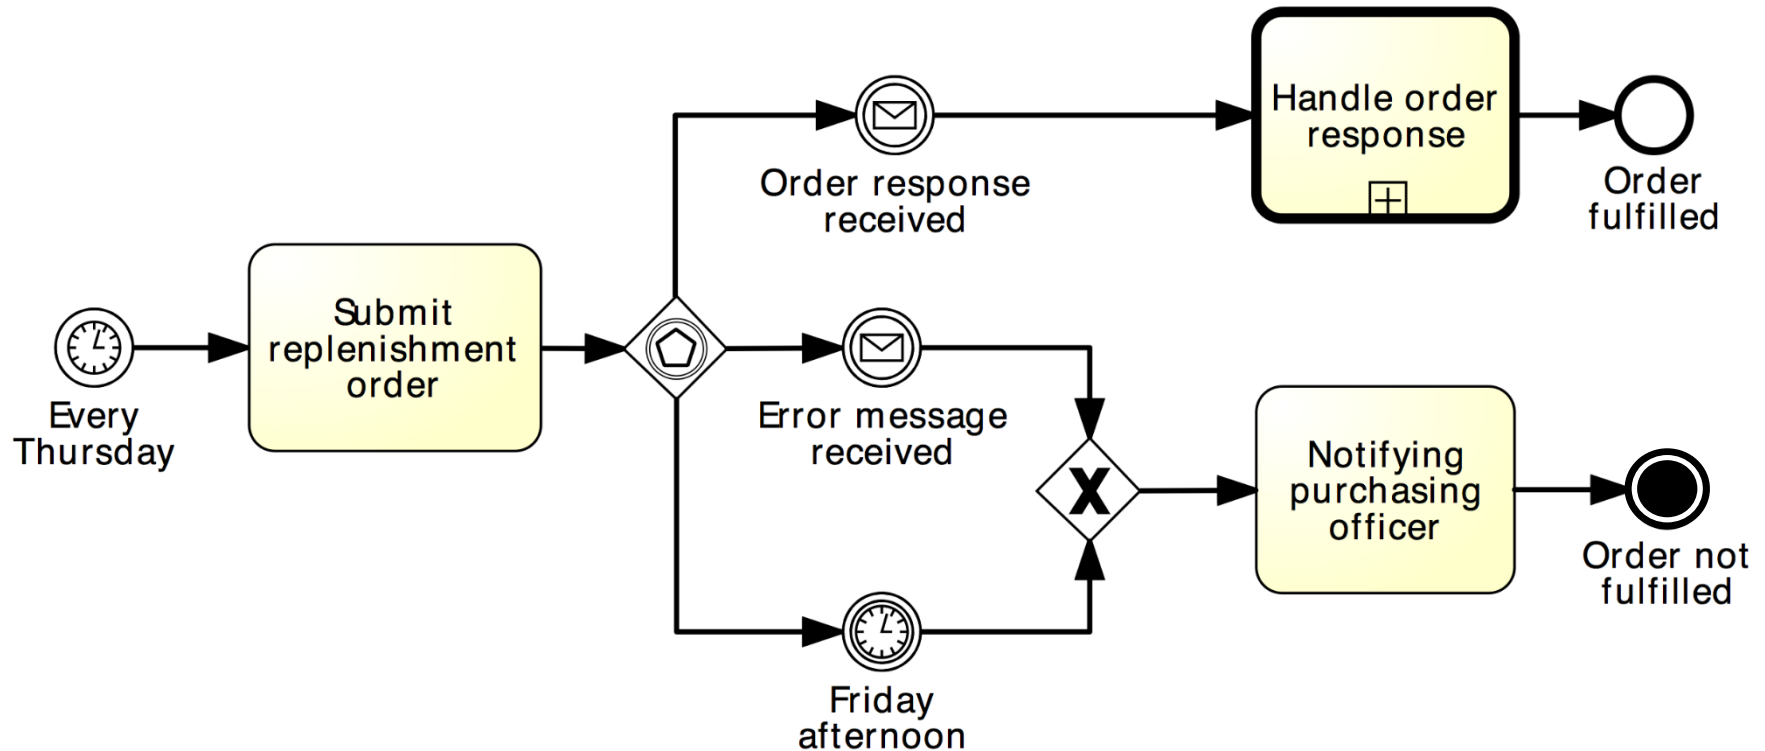 Every
Thursday
Submit
replenishment
order
Order response
received
Handle order
response
Order
fulfilled
Error message
received
Friday
afternoon
X
Notifying
purchasing
officer
Order not
fulfilled